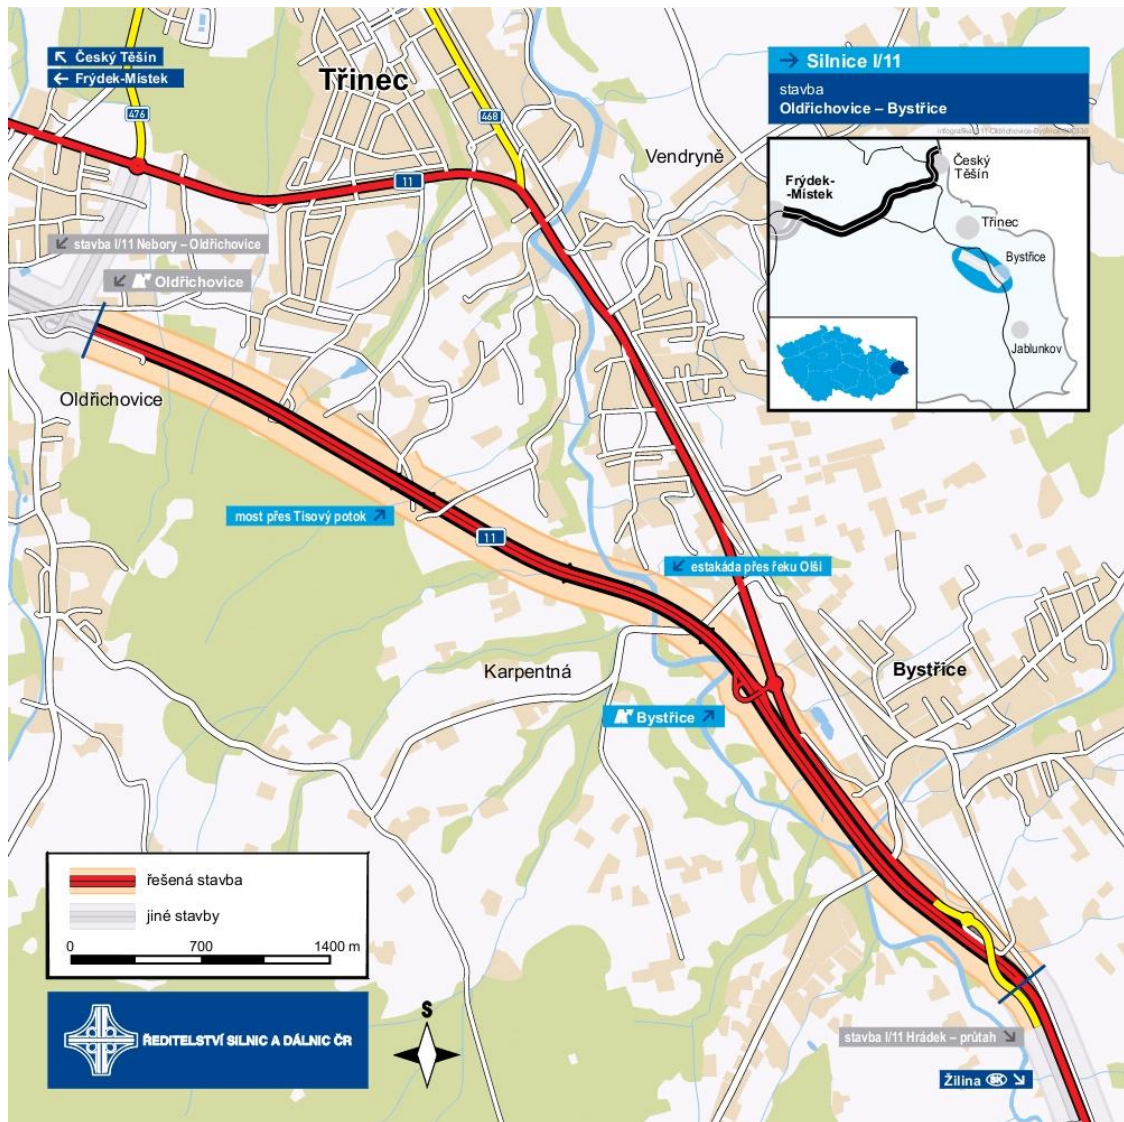 Český Těšín
Frýdek-Místek
476
Třinec
468
Silnice I/11
stavba
Oldřichovice – Bystřice
11
Vendryně
Český
Těšín
Frýdek-
-Místek
Třinec
Bystřice
Jablunkov
stavba I/11 Nebory – Oldřichovice
Oldřichovice
Oldřichovice
most přes Tisový potok
11
estakáda přes řeku Olši
Karpentná
Bystřice
Bystřice
řešená stavba
jiné stavby
0 700 1400 m
ŘEDITELSTVÍ SILNIC A DÁLNIC ČR
S
stavba I/11 Hrádek – průtah
Žilina SK